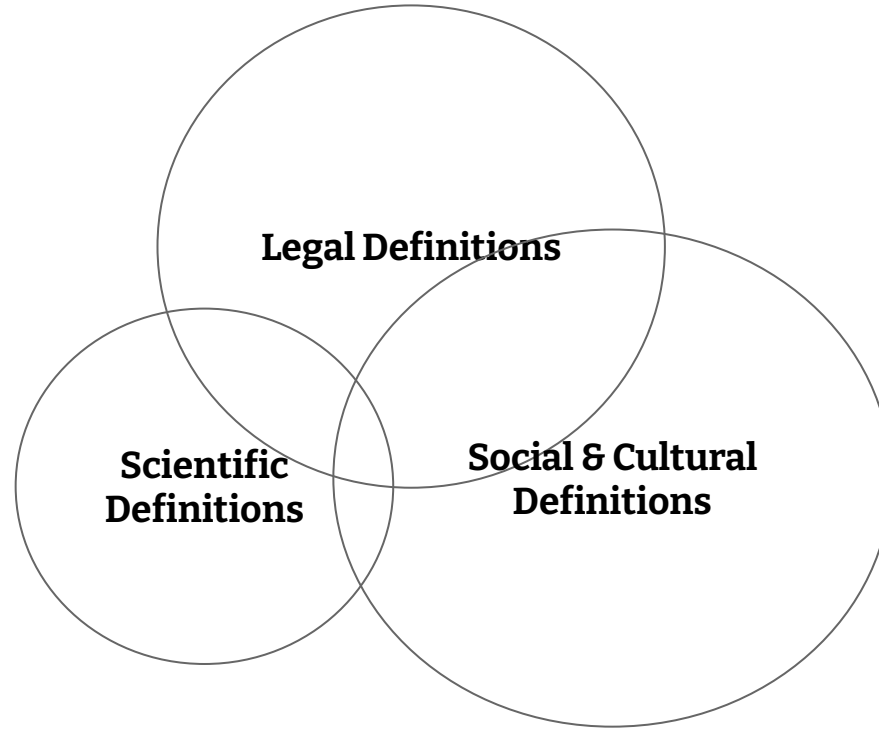 Legal Definitions
Scientific
Definitions
Social & Cultural
Definitions